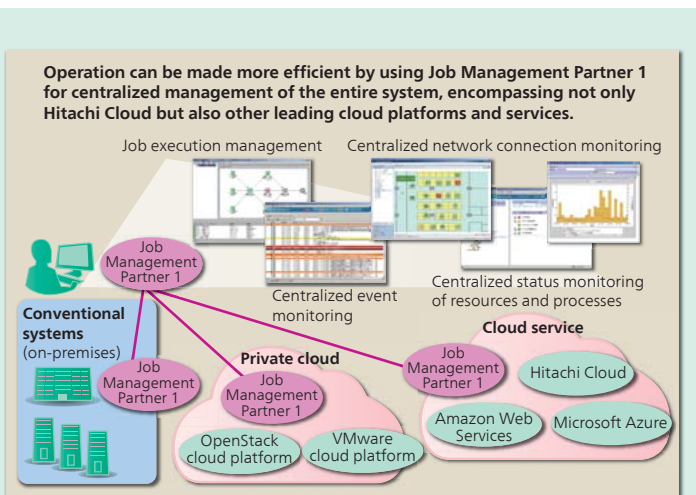 Operation can be made more efficient by using Job Management Partner 1
for centralized management of the entire system, encompassing not only
Hitachi Cloud but also other leading cloud platforms and services.
Job execution management
Centralized network connection monitoring
Job
Management
Partner 1
Centralized event
monitoring
Centralized status monitoring
of resources and processes
Conventional
systems
(on-premises)
Job
Management
Partner 1
Private cloud
Job
Management
Partner 1
OpenStack
cloud platform
VMware
cloud platform
Cloud service
Job
Management
Partner 1
Hitachi Cloud
Amazon Web
Services
Microsoft Azure